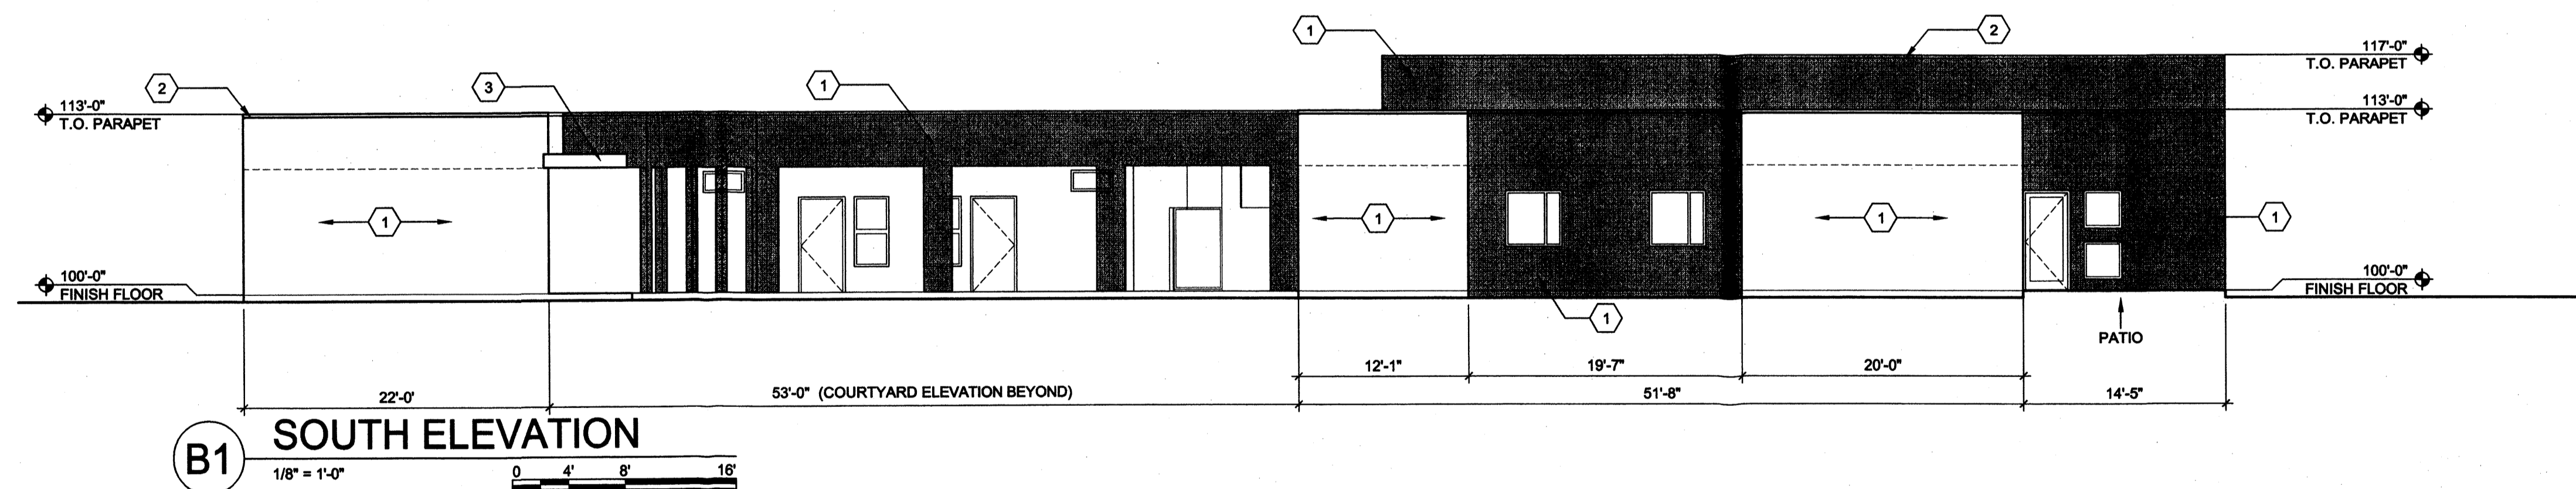 1
2
117'-0"
T.O. PARAPET
2
3
1
113'-0"
T.O. PARAPET
113'-0"
T.O. PARAPET
1
1
1
1
100'-0"
FINISH FLOOR
100'-0"
FINISH FLOOR
1
PATIO
12'-1"
19'-7"
20'-0"
22'-0'
53'-0" (COURTYARD ELEVATION BEYOND)
51'-8"
14'-5"
B1
SOUTH ELEVATION
1/8" = 1'-0"
0 4' 8' 16'